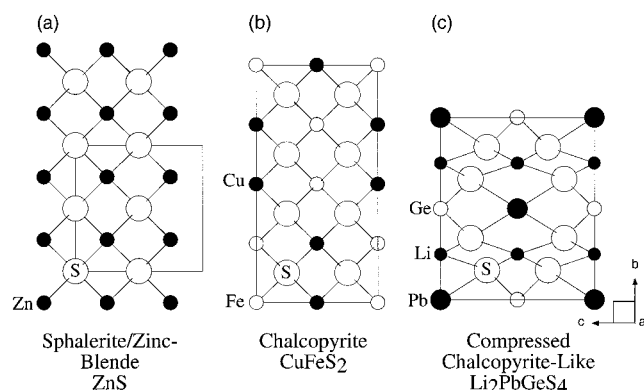 (a)
(b)
(c)
Cu
Ge
Li
S
S
S
Zn
Fe
Pb
b
c
a
Sphalerite/Zinc-
Blende
ZnS
Chalcopyrite
CuFeS2
Compressed
Chalcopyrite-Like
Li2PbGeS4